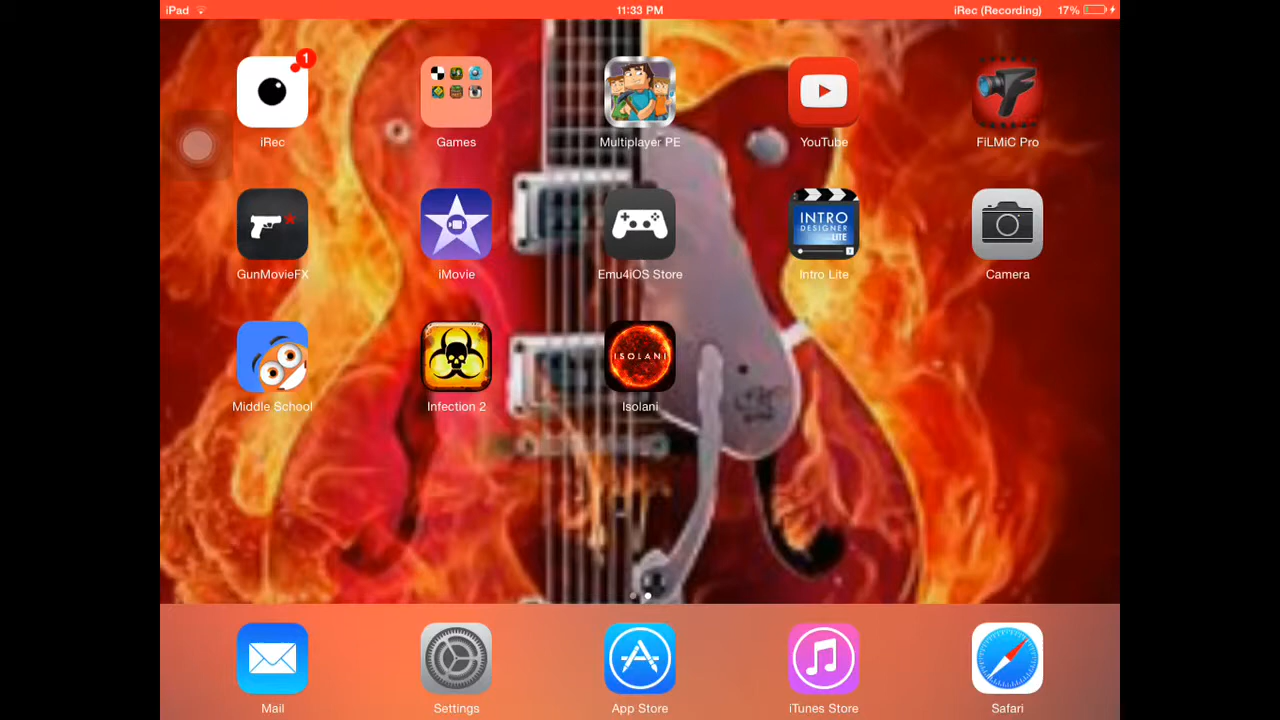 iPad 11:33 PM iRec (Recording) 17%
1
iRec Games Multiplayer PE YouTube FiLMiC Pro
INTRO
DESIGNER
LITE
GunMovieFX iMovie Emu4iOS Store Intro Lite Camera
ISOLANI
Middle School Infection 2 Isolani
Mail Settings App Store iTunes Store Safari